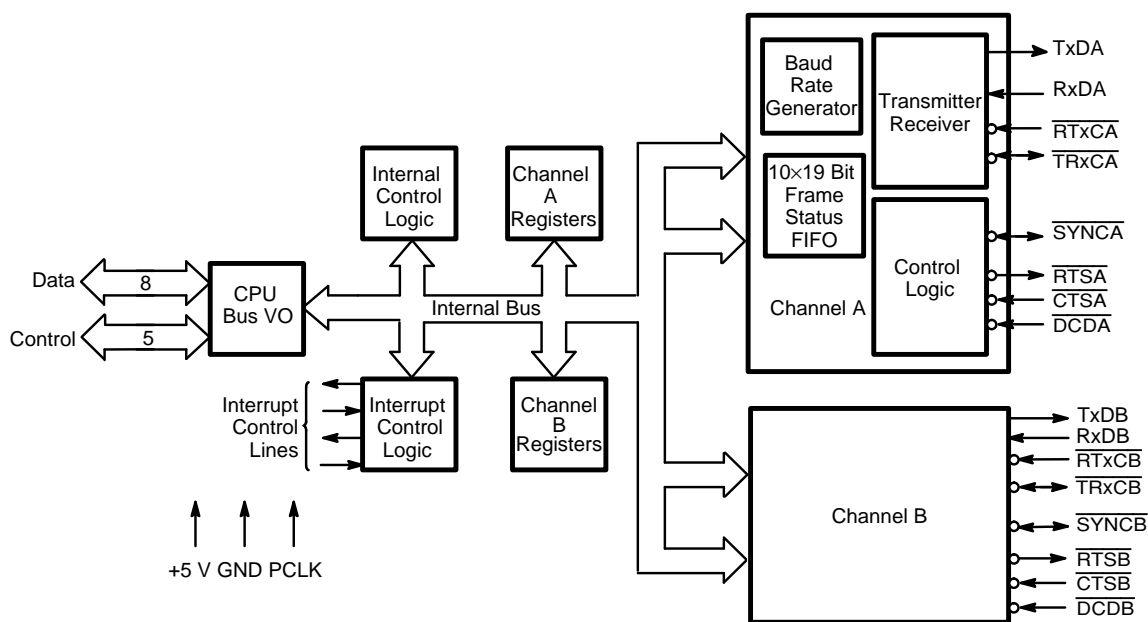 Baud
Rate
Generator
Transmitter
Receiver
TxDA
RxDA
RTxCA
TRxCA
10×19 Bit
Frame
Status
FIFO
Control
Logic
Channel A
SYNCA
RTSA
CTSA
DCDA
Internal
Control
Logic
Channel
A
Registers
Data
8
Control
5
CPU
Bus VO
Internal Bus
Interrupt
Control
Lines
Interrupt
Control
Logic
Channel
B
Registers
Channel B
TxDB
RxDB
RTxCB
TRxCB
SYNCB
RTSB
CTSB
DCDB
+5 V GND PCLK